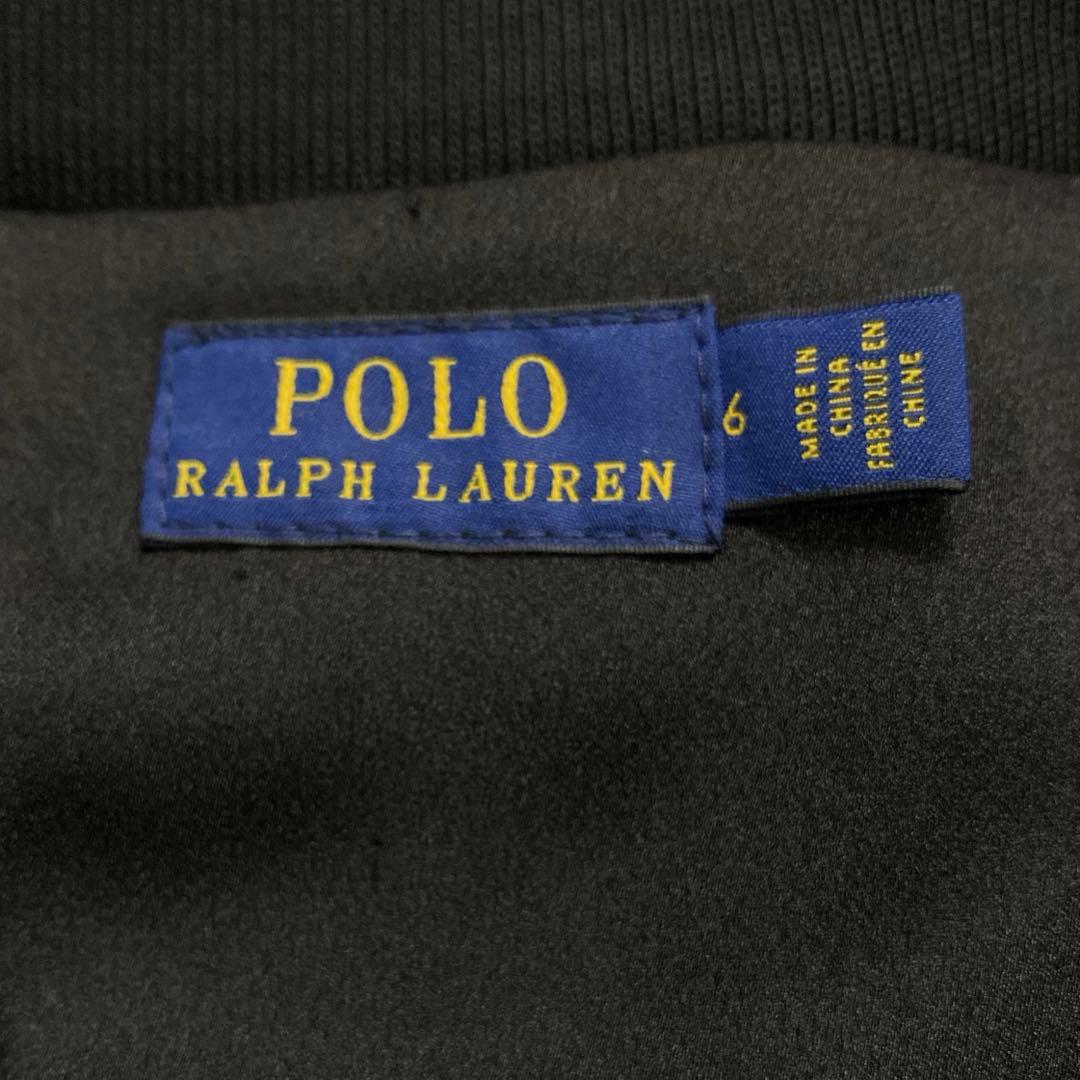 POLO
RALPH LAUREN
6
MADE IN
CHINA
FABRIQUÉ EN
CHINE